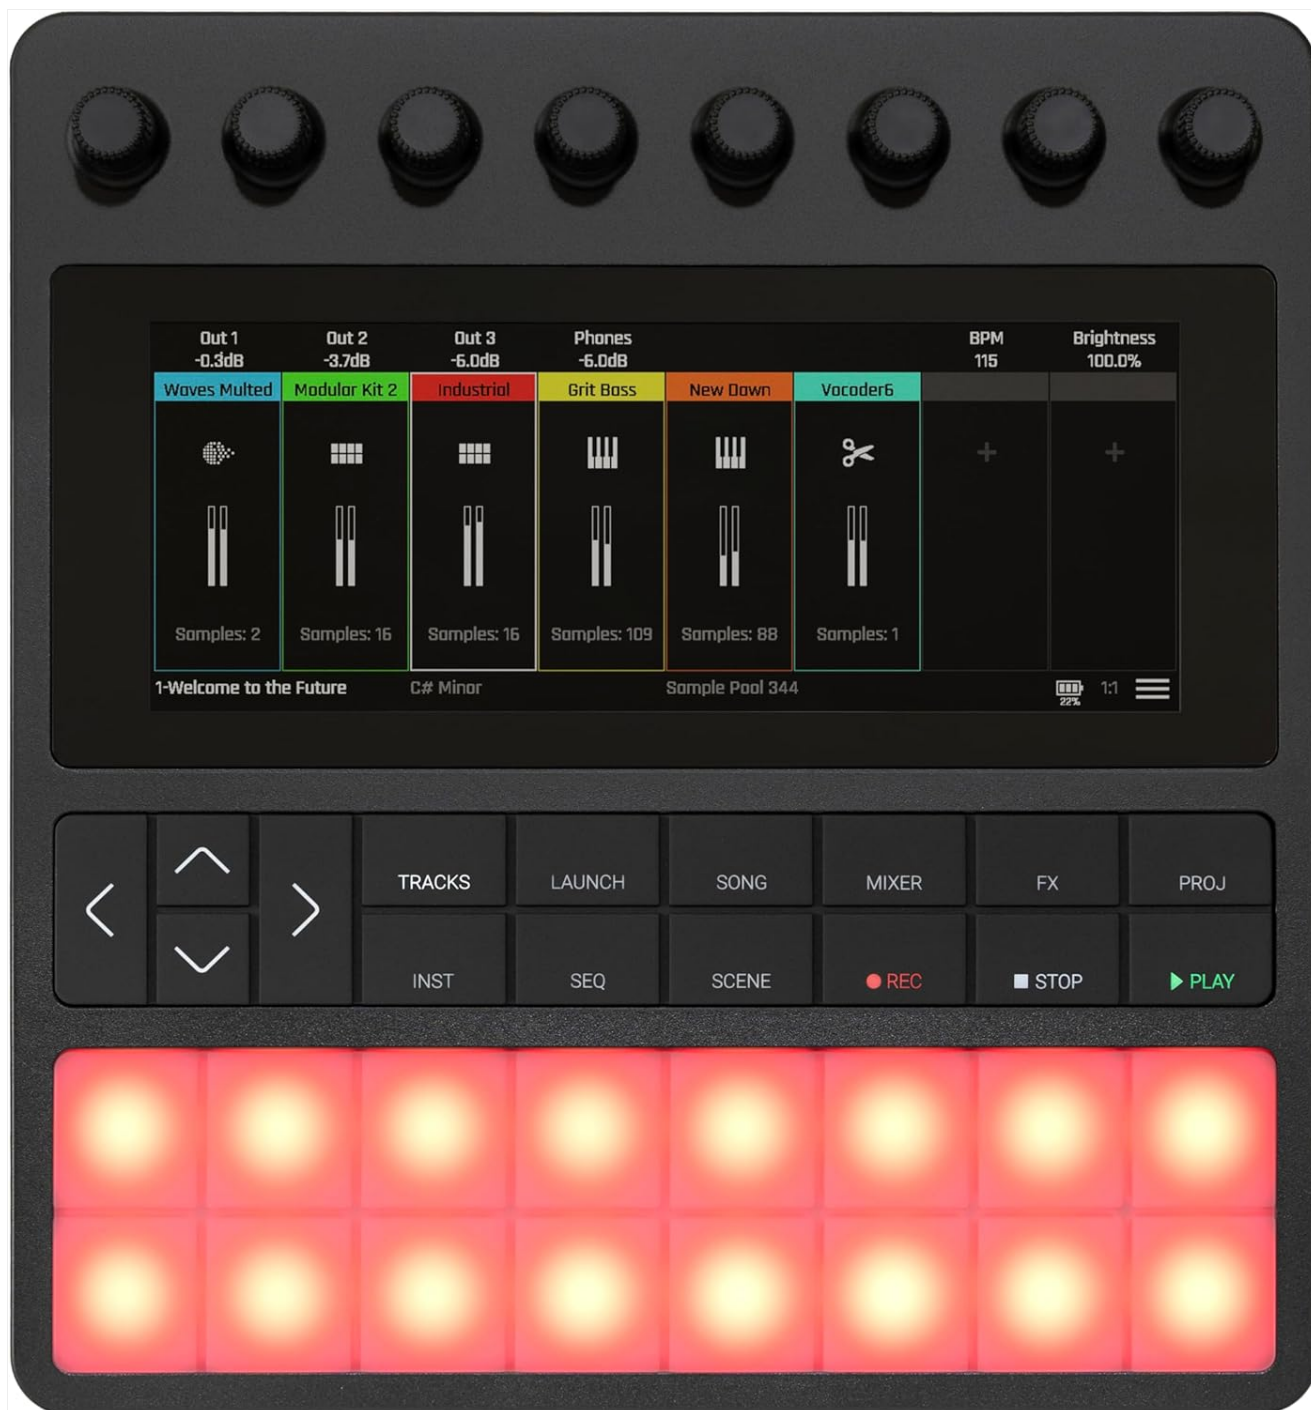 Out 1 Out 2 Out 3 Phones BPM Brightness
-0.3dB -3.7dB -6.0dB -6.0dB 115 100.0%
Waves Multed Modular Kit 2 Industrial Grit Bass New Dawn Vocoder6
+ +
Samples: 2 Samples: 16 Samples: 16 Samples: 109 Samples: 88 Samples: 1
1-Welcome to the Future C# Minor Sample Pool 344 1:1
22%
TRACKS LAUNCH SONG MIXER FX PROJ
INST SEQ SCENE REC STOP PLAY